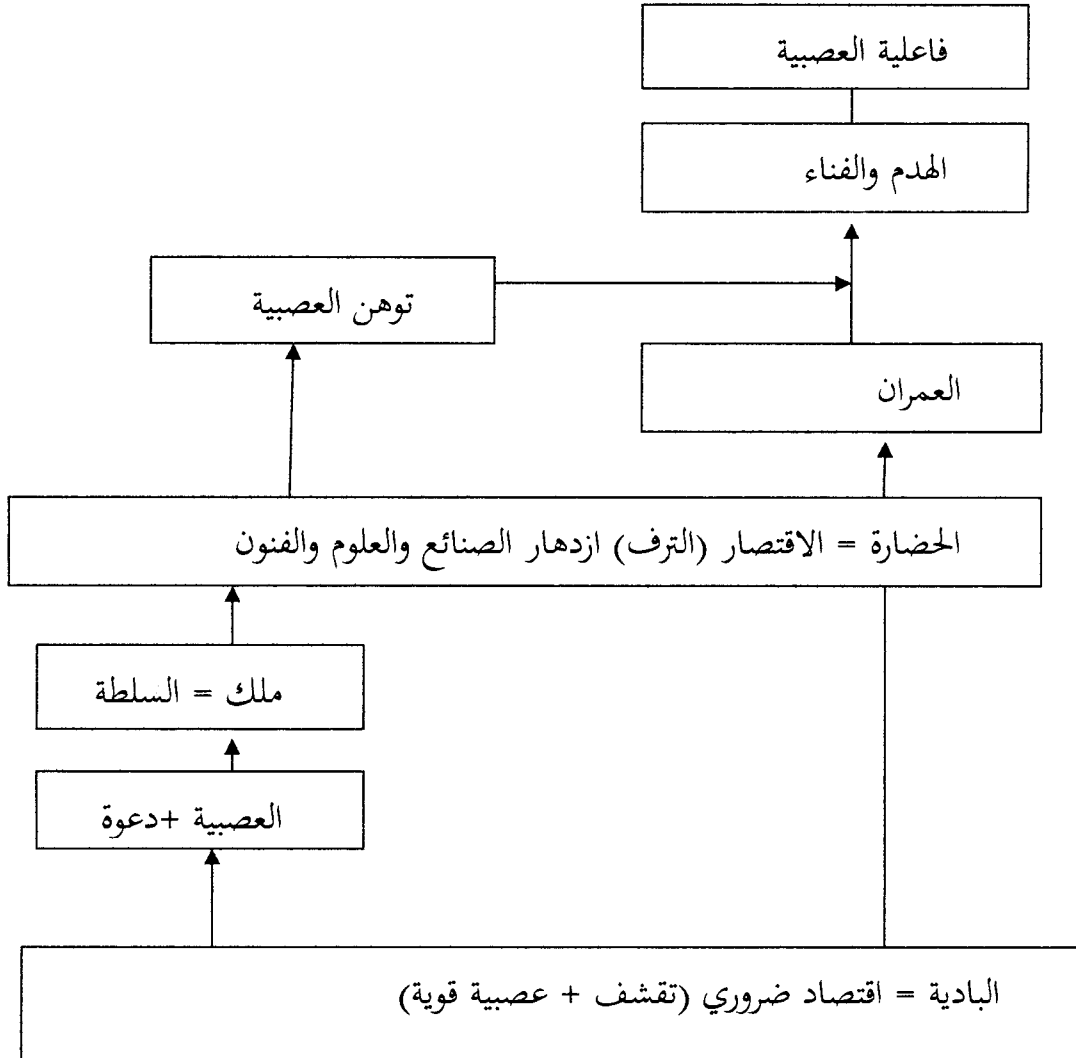 فاعلية العصبية
الهدم والفناء
توهن العصبية
العمران
الحضارة = الاقتصار (الترف) ازدهار الصنائع والعلوم والفنون
ملك = السلطة
العصبية +دعوة
البادية = اقتصاد ضروري (تقشف + عصبية قوية)